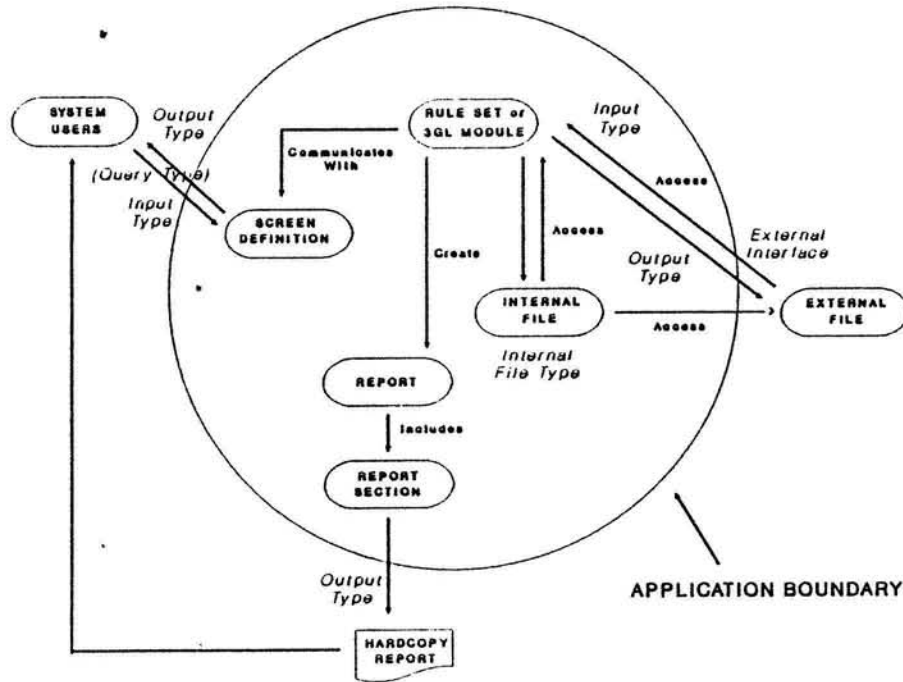 SYSTEM
USERS
Output
Type
(Query Type)
Input
Type
SCREEN
DEFINITION
Communicates
With
RULE SET or
3GL MODULE
Input
Type
Access
Create
Access
Output
Type
External
Interface
INTERNAL
FILE
Access
EXTERNAL
FILE
Internal
File Type
REPORT
Includes
REPORT
SECTION
Output
Type
APPLICATION BOUNDARY
HARDCOPY
REPORT